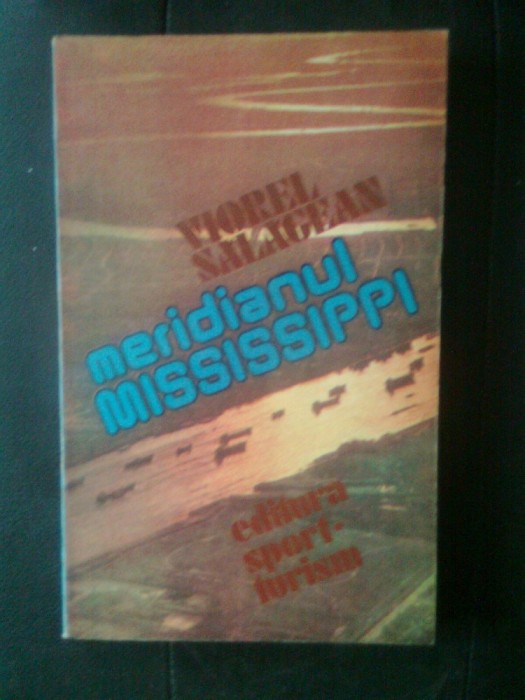 VIOREL
SALAGEAN
meridianul
MISSISSIPPI
editura
sport-
turism